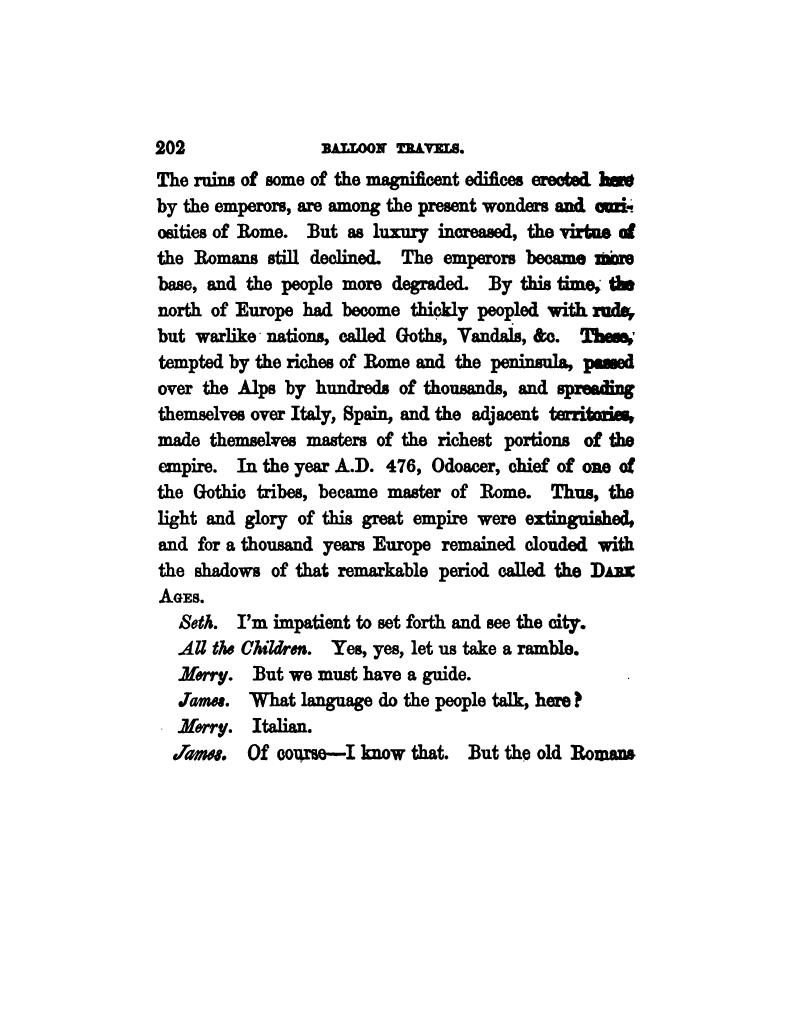 202 BALLOON TRAVELS.
The ruins of some of the magnificent edifices erected here
by the emperors, are among the present wonders and curi-
osities of Rome. But as luxury increased, the virtue of
the Romans still declined. The emperors became more
base, and the people more degraded. By this time, the
north of Europe had become thickly peopled with rude,
but warlike nations, called Goths, Vandals, &c. These,
tempted by the riches of Rome and the peninsula, passed
over the Alps by hundreds of thousands, and spreading
themselves over Italy, Spain, and the adjacent territories,
made themselves masters of the richest portions of the
empire. In the year A.D. 476, Odoacer, chief of one of
the Gothic tribes, became master of Rome. Thus, the
light and glory of this great empire were extinguished,
and for a thousand years Europe remained clouded with
the shadows of that remarkable period called the DARK
AGES.
Seth. I'm impatient to set forth and see the city.
All the Children. Yes, yes, let us take a ramble.
Merry. But we must have a guide.
James. What language do the people talk, here?
Merry. Italian.
James. Of course—I know that. But the old Romans